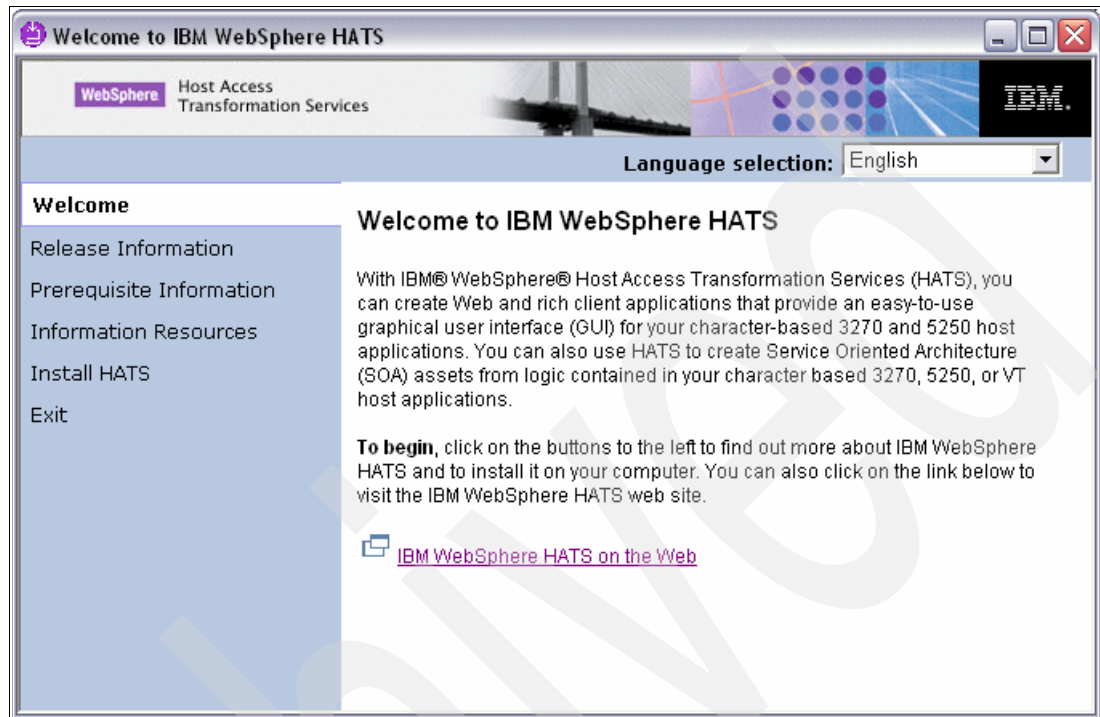 Welcome to IBM WebSphere HATS
WebSphere
Host Access
Transformation Services
IBM.
Language selection: English
Welcome
Release Information
Prerequisite Information
Information Resources
Install HATS
Exit
Welcome to IBM WebSphere HATS
With IBM® WebSphere® Host Access Transformation Services (HATS), you
can create Web and rich client applications that provide an easy-to-use
graphical user interface (GUI) for your character-based 3270 and 5250 host
applications. You can also use HATS to create Service Oriented Architecture
(SOA) assets from logic contained in your character based 3270, 5250, or VT
host applications.
To begin, click on the buttons to the left to find out more about IBM WebSphere
HATS and to install it on your computer. You can also click on the link below to
visit the IBM WebSphere HATS web site.
IBM WebSphere HATS on the Web